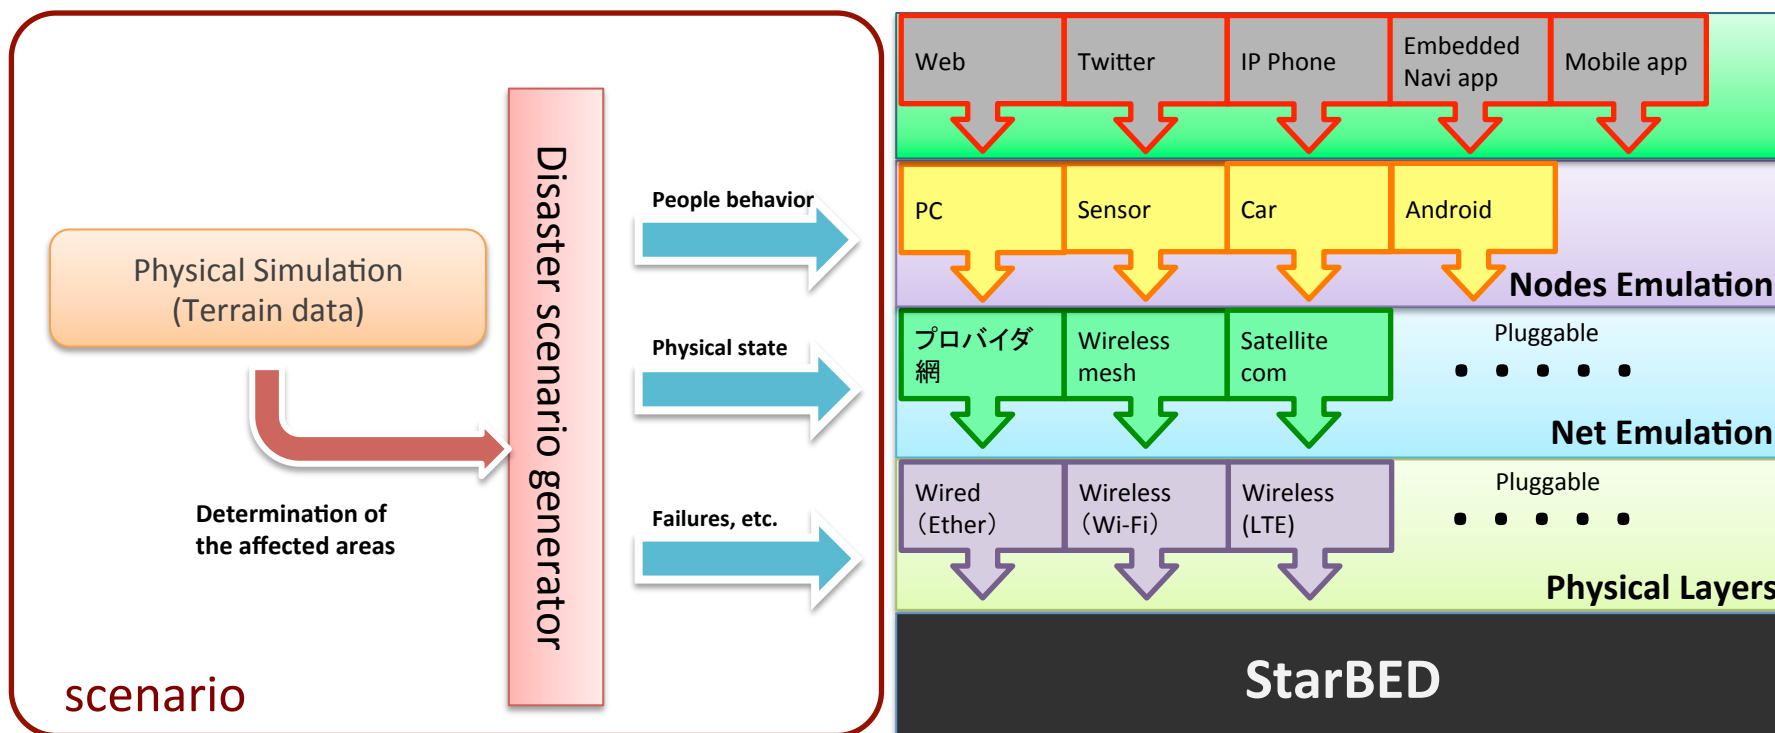 Physical Simulation
(Terrain data)
Determination of
the affected areas
scenario
Disaster scenario generator
People behavior
Physical state
Failures, etc.
Web
Twitter
IP Phone
Embedded
Navi app
Mobile app
PC
Sensor
Car
Android
Nodes Emulation
プロバイダ
網
Wireless
mesh
Satellite
com
Pluggable
• • • • •
Net Emulation
Wired
（Ether）
Wireless
（Wi-Fi）
Wireless
(LTE)
Pluggable
• • • • •
Physical Layers
StarBED